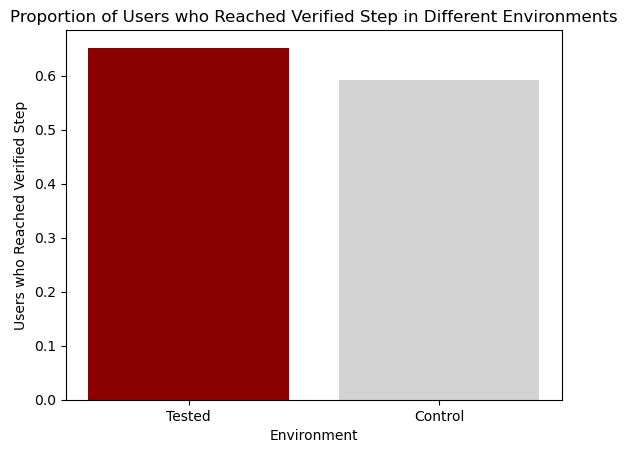 Proportion of Users who Reached Verified Step in Different Environments
Users who Reached Verified Step
0.6
0.5
0.4
0.3
0.2
0.1
0.0
Tested
Control
Environment